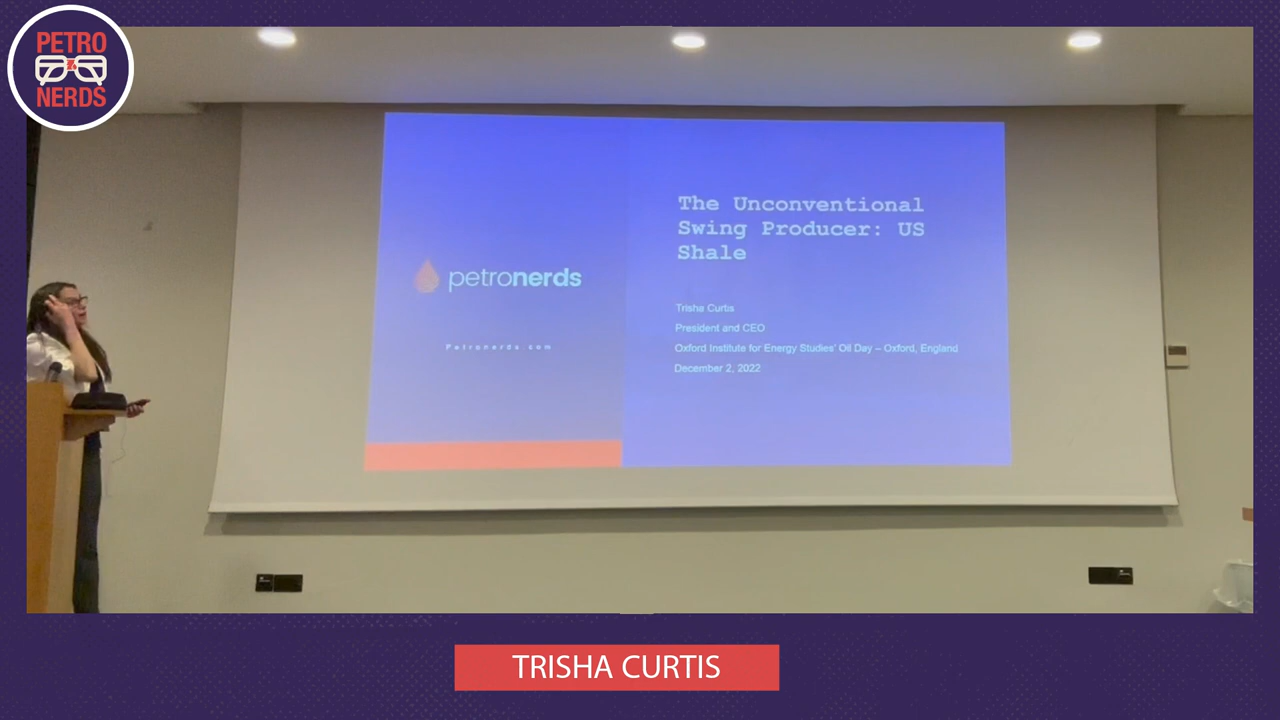 PETRO
NERDS
petronerds
Petronerds com
The Unconventional
Swing Producer: US
Shale
Trisha Curtis
President and CEO
Oxford Institute for Energy Studies' Oil Day – Oxford, England
December 2, 2022
TRISHA CURTIS